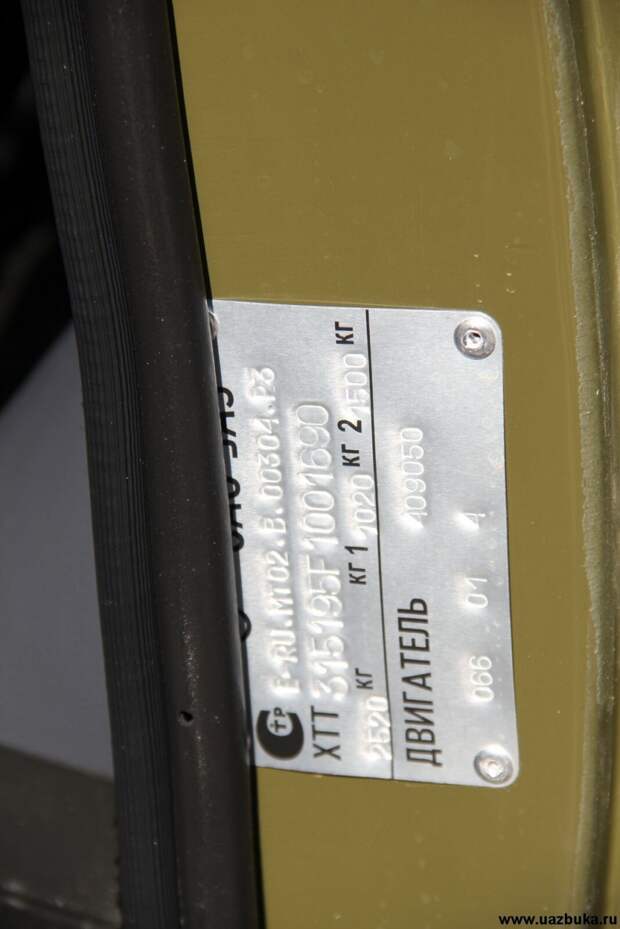 ОАО УАЗ
Е-RU.МТ02.В.00304.Р3
ХТТ 315195F1001690
2520 КГ КГ 1 1020 КГ 2 1500 КГ
ДВИГАТЕЛЬ 409050
066 01 4
www.uazbuka.ru